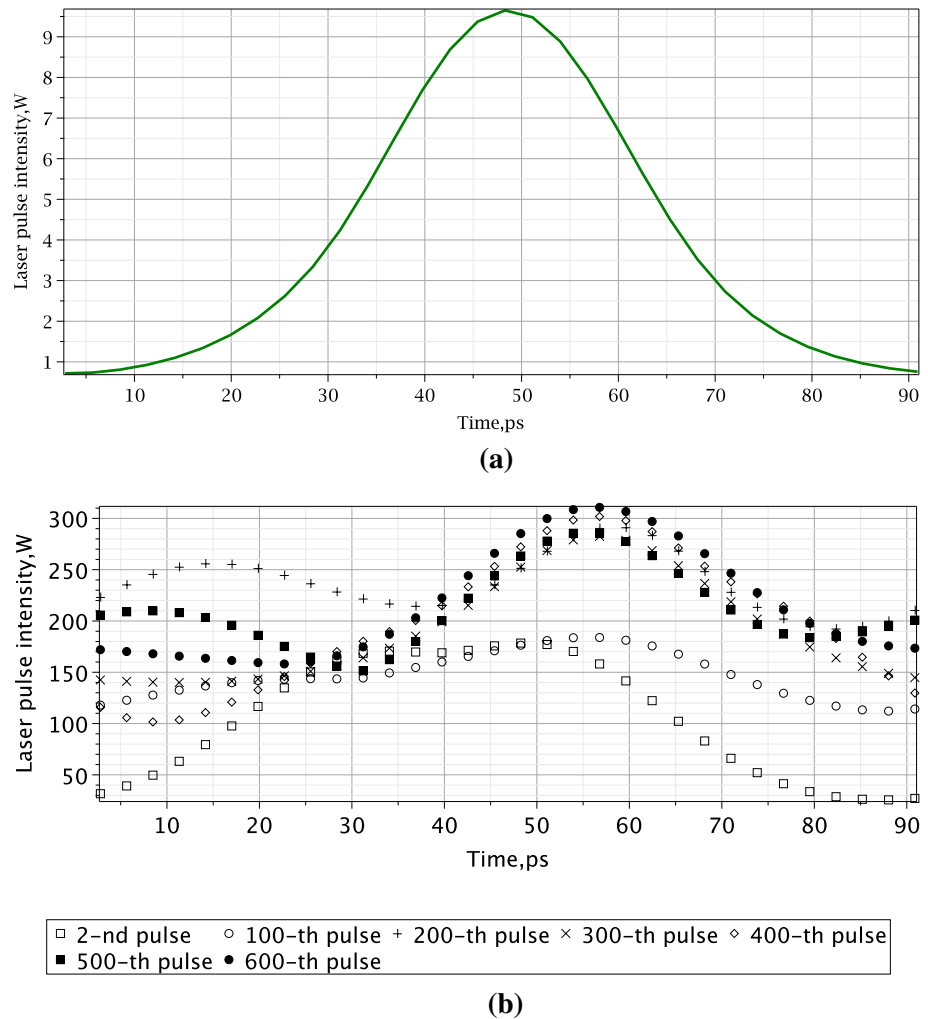 Laser pulse intensity,W
9
8
7
6
5
4
3
2
1
10 20 30 40 50 60 70 80 90
Time,ps
(a)
Laser pulse intensity,W
300
250
200
150
100
50
10 20 30 40 50 60 70 80 90
Time,ps
2-nd pulse 100-th pulse 200-th pulse 300-th pulse 400-th pulse
500-th pulse 600-th pulse
(b)